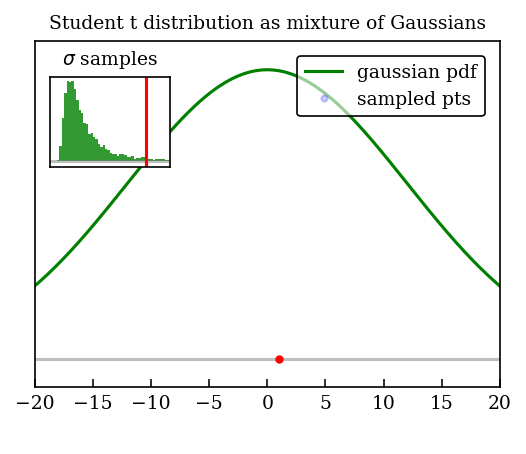 Student t distribution as mixture of Gaussians
σ samples
gaussian pdf
sampled pts
−20 −15 −10 −5 0 5 10 15 20